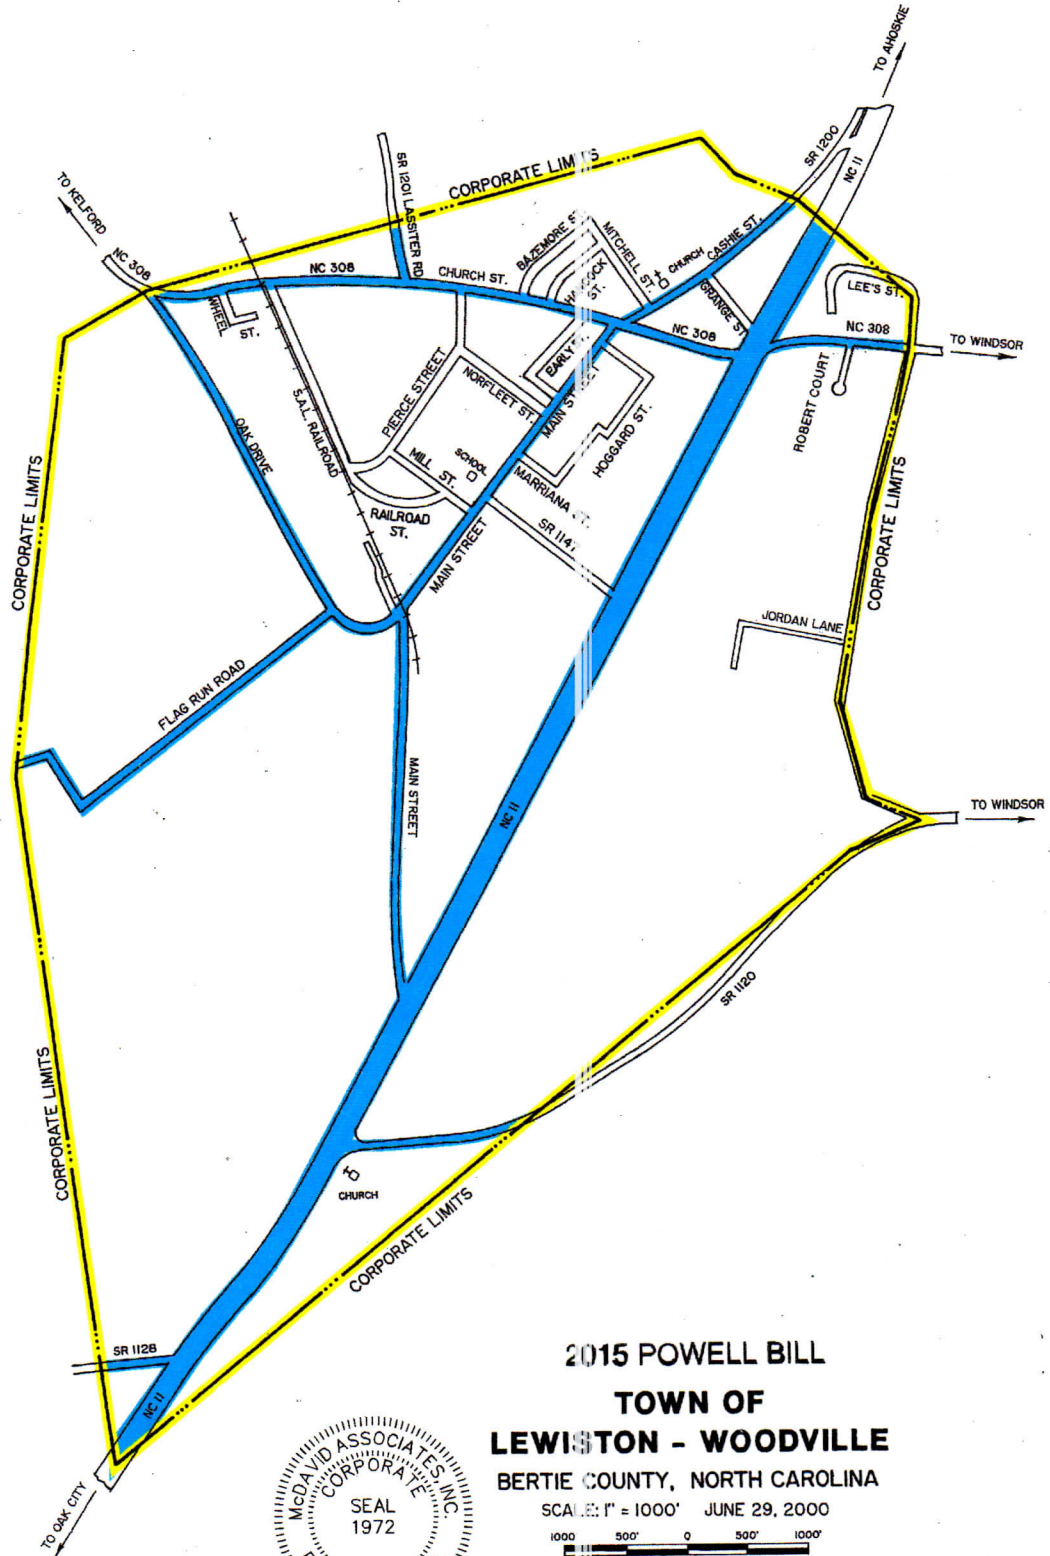 TO AHOSKIE
SR 1200
NC 11
TO KELFORD
SR 1201 LASSITER RD
CORPORATE LIMITS
BAZEMORE ST.
MITCHELL ST.
CHURCH
CASHIE ST.
NC 308
NC 308
CHURCH ST.
HANCOCK ST.
GRANGE ST.
LEE'S ST.
WHEEL ST.
NC 308
NC 308
TO WINDSOR
EARLY
ROBERT COURT
PIERCE STREET
NORFLEET ST.
MAIN STREET
HOGGARD ST.
S.A.L. RAILROAD
OAK DRIVE
SCHOOL
MILL ST.
MARRIANA ST.
CORPORATE LIMITS
CORPORATE LIMITS
RAILROAD ST.
MAIN STREET
SR 1147
JORDAN LANE
FLAG RUN ROAD
MAIN STREET
NC 11
TO WINDSOR
SR 1120
CORPORATE LIMITS
CHURCH
CORPORATE LIMITS
SR 1128
NC 11
TO OAK CITY
2015 POWELL BILL
TOWN OF
LEWISTON - WOODVILLE
BERTIE COUNTY, NORTH CAROLINA
SCALE: 1" = 1000' JUNE 29, 2000
1000 500' 0 500' 1000'
McDAVID ASSOCIATES, INC.
CORPORATE
SEAL
1972